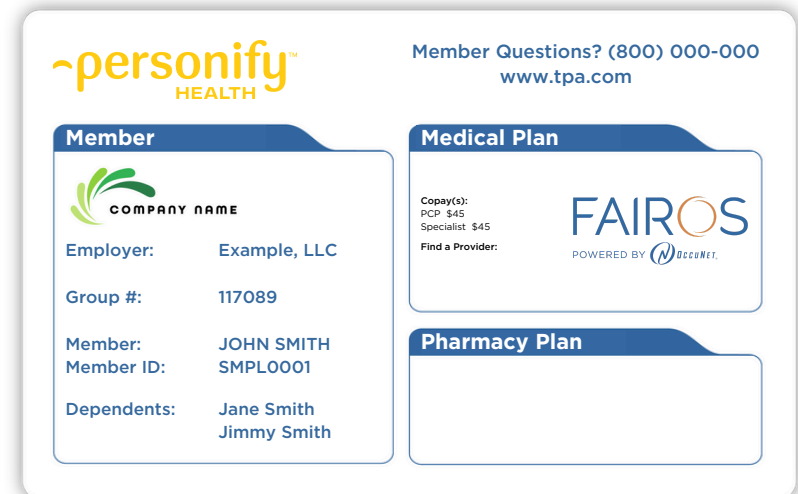 ~personify™
HEALTH
Member Questions? (800) 000-000
www.tpa.com
Member
COMPANY NAME
Employer: Example, LLC
Group #: 117089
Member: JOHN SMITH
Member ID: SMPL0001
Dependents: Jane Smith
Jimmy Smith
Medical Plan
Copay(s):
PCP $45
Specialist $45
Find a Provider:
FAIROS
POWERED BY OCCUNET
Pharmacy Plan